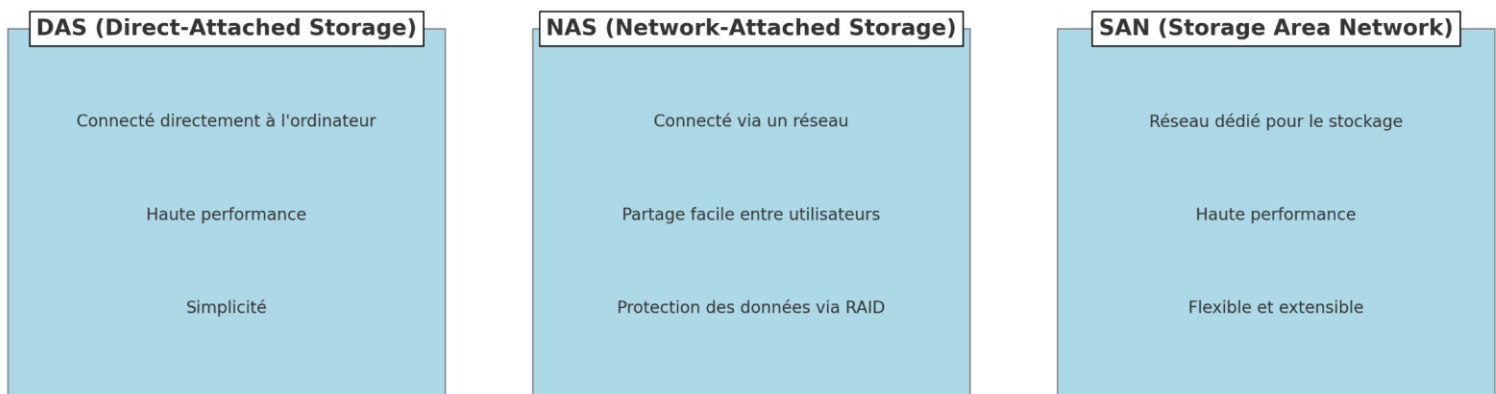 DAS (Direct-Attached Storage)
Connecté directement à l'ordinateur
Haute performance
Simplicité
NAS (Network-Attached Storage)
Connecté via un réseau
Partage facile entre utilisateurs
Protection des données via RAID
SAN (Storage Area Network)
Réseau dédié pour le stockage
Haute performance
Flexible et extensible